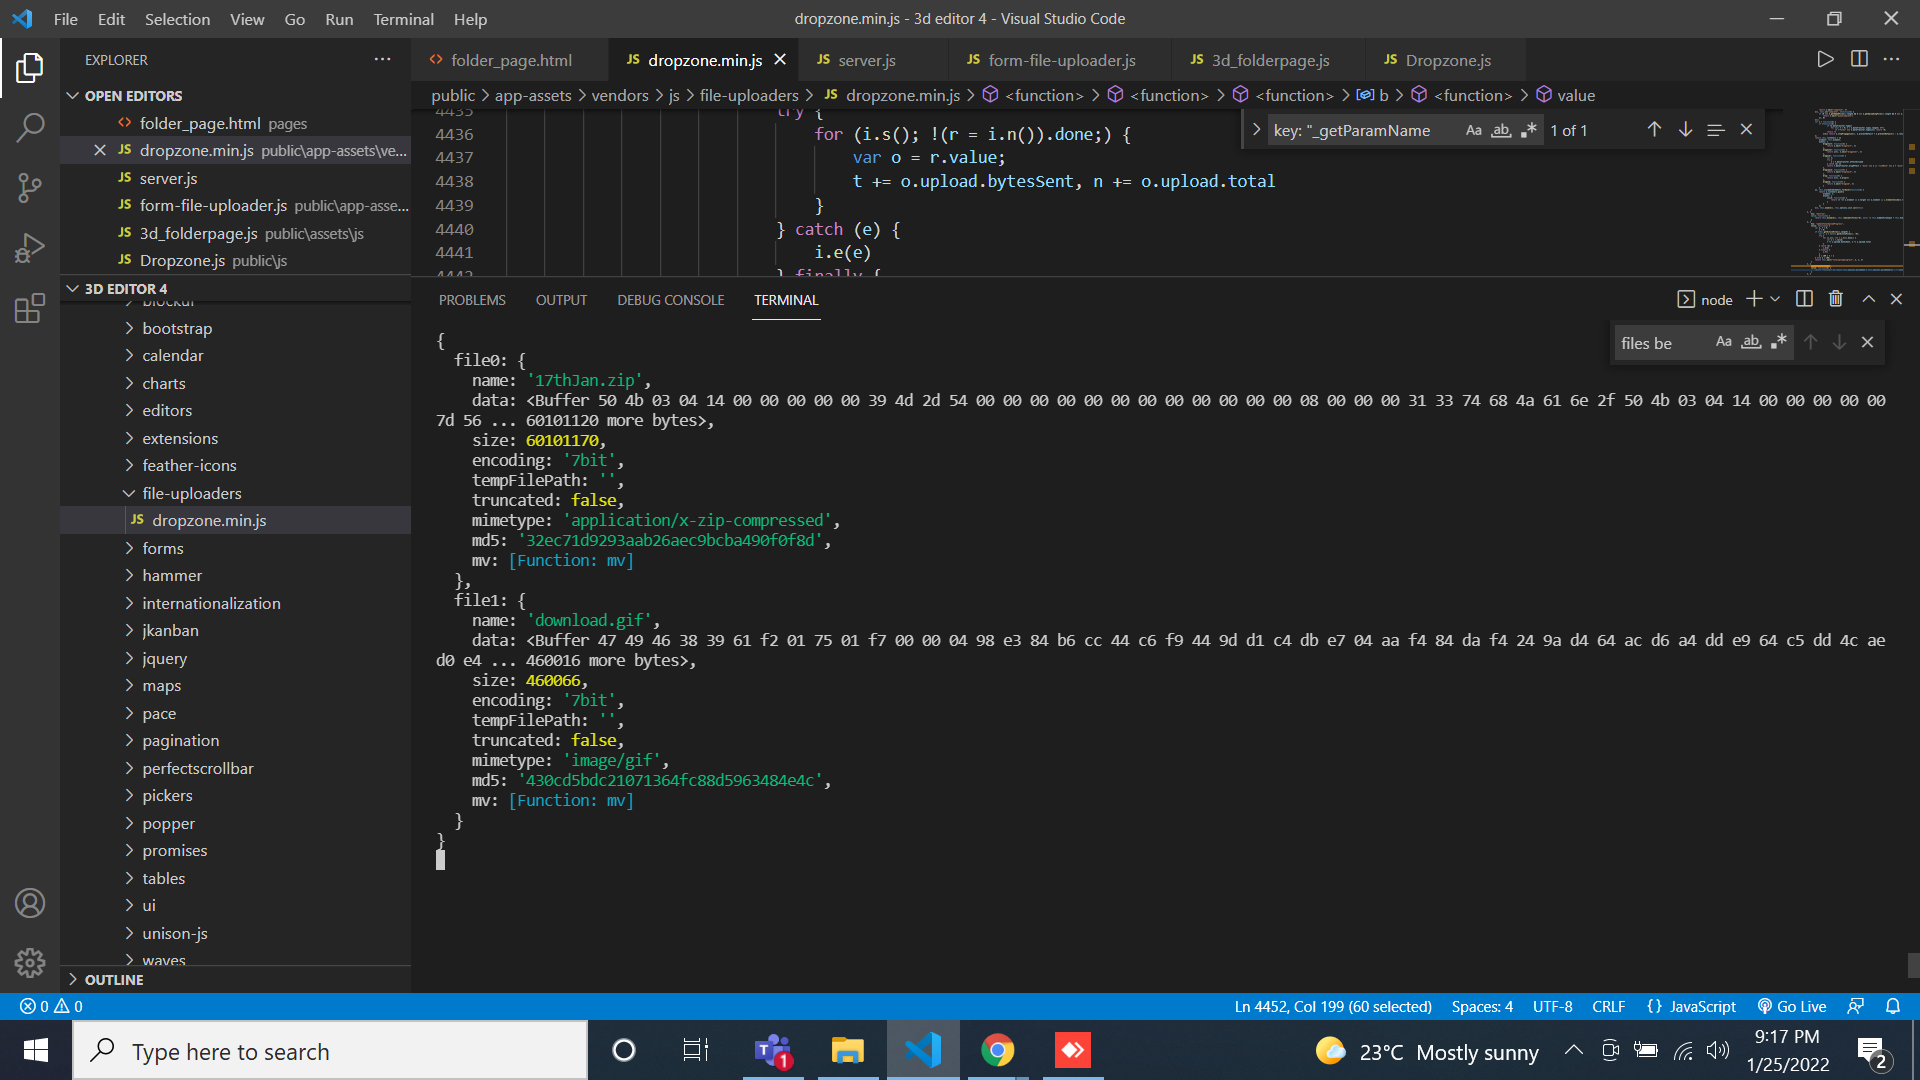 File Edit Selection View Go Run Terminal Help
dropzone.min.js - 3d editor 4 - Visual Studio Code
EXPLORER
OPEN EDITORS
folder_page.html pages
dropzone.min.js public\app-assets\ve...
server.js
form-file-uploader.js public\app-asse...
3d_folderpage.js public\assets\js
Dropzone.js public\js
3D EDITOR 4
blockui
bootstrap
calendar
charts
editors
extensions
feather-icons
file-uploaders
JS dropzone.min.js
forms
hammer
internationalization
jkanban
jquery
maps
pace
pagination
perfectscrollbar
pickers
popper
promises
tables
ui
unison-js
waves
OUTLINE
folder_page.html JS dropzone.min.js JS server.js JS form-file-uploader.js JS 3d_folderpage.js JS Dropzone.js
public > app-assets > vendors > js > file-uploaders > JS dropzone.min.js > <function> > <function> > <function> > b > <function> > value
4435 try {
4436 for (i.s(); !(r = i.n()).done;) {
4437 var o = r.value;
4438 t += o.upload.bytesSent, n += o.upload.total
4439 }
4440 } catch (e) {
4441 i.e(e)
4442 } finally {
key: "_getParamName Aa ab 1 of 1
PROBLEMS OUTPUT DEBUG CONSOLE TERMINAL
node
files be Aa ab
{
file0: {
name: '17thJan.zip',
data: <Buffer 50 4b 03 04 14 00 00 00 00 00 39 4d 2d 54 00 00 00 00 00 00 00 00 00 00 00 00 08 00 00 00 31 33 74 68 4a 61 6e 2f 50 4b 03 04 14 00 00 00 00 00
7d 56 ... 60101120 more bytes>,
size: 60101170,
encoding: '7bit',
tempFilePath: '',
truncated: false,
mimetype: 'application/x-zip-compressed',
md5: '32ec71d9293aab26aec9bcba490f0f8d',
mv: [Function: mv]
},
file1: {
name: 'download.gif',
data: <Buffer 47 49 46 38 39 61 f2 01 75 01 f7 00 00 04 98 e3 84 b6 cc 44 c6 f9 44 9d d1 c4 db e7 04 aa f4 84 da f4 24 9a d4 64 ac d6 a4 dd e9 64 c5 dd 4c ae
d0 e4 ... 460016 more bytes>,
size: 460066,
encoding: '7bit',
tempFilePath: '',
truncated: false,
mimetype: 'image/gif',
md5: '430cd5bdc21071364fc88d5963484e4c',
mv: [Function: mv]
}
}
0 0
Ln 4452, Col 199 (60 selected) Spaces: 4 UTF-8 CRLF {} JavaScript Go Live
Type here to search
1
23°C Mostly sunny
9:17 PM
1/25/2022
2